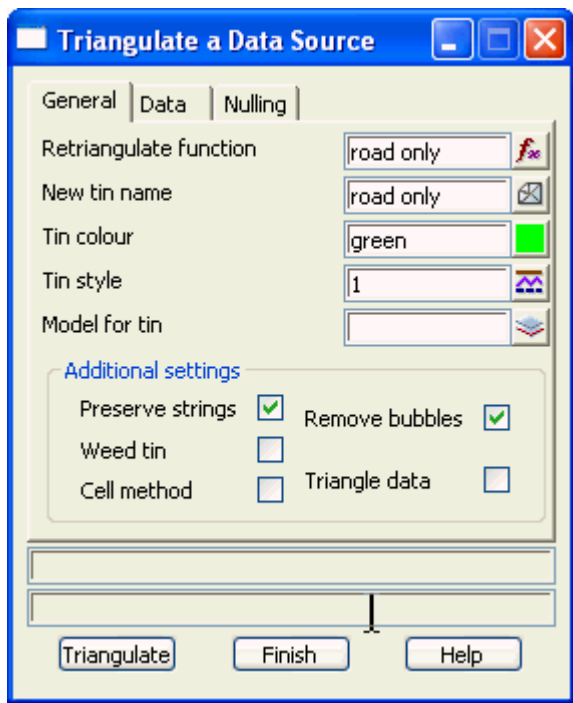 Triangulate a Data Source
General Data Nulling
Retriangulate function road only
New tin name road only
Tin colour green
Tin style 1
Model for tin
Additional settings
Preserve strings Remove bubbles
Weed tin
Cell method Triangle data
Triangulate Finish Help